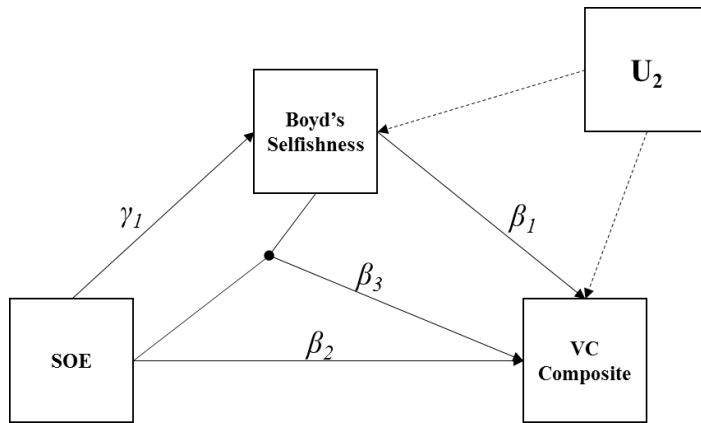 U₂
Boyd's
Selfishness
γ₁
β₁
β₃
SOE
β₂
VC
Composite